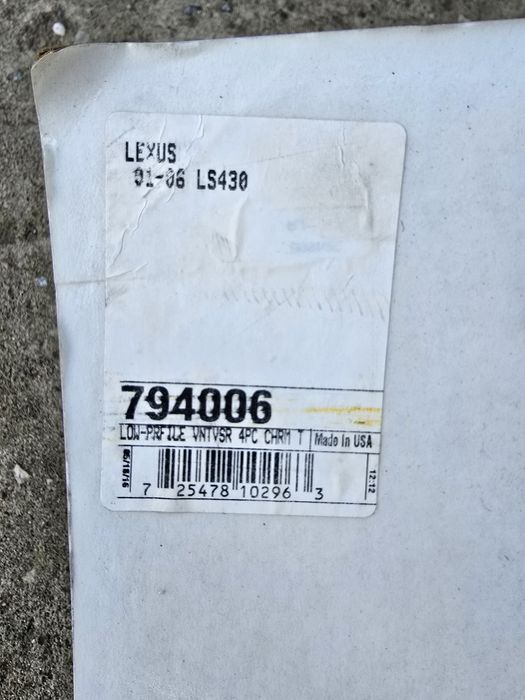 LEXUS
01-06 LS430
794006
LOW-PRFILE VNTVSR 4PC CHRM T
Made In USA
05/18/16
12:12
7 25478 10296 3